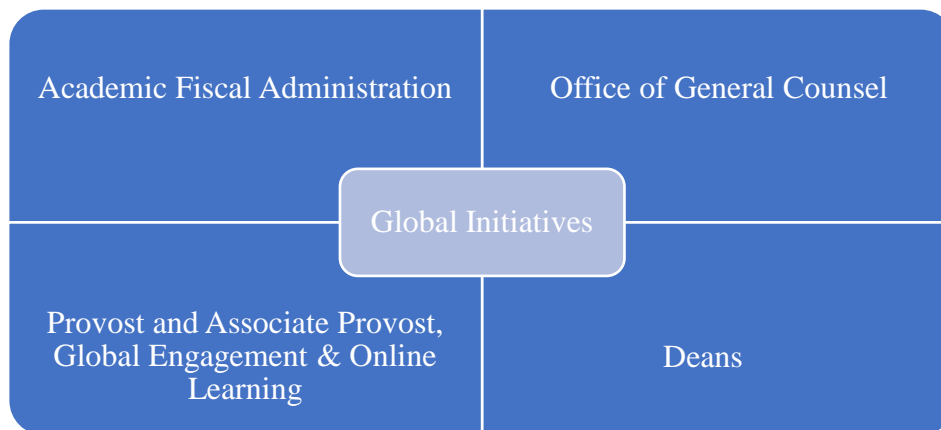 Academic Fiscal Administration
Office of General Counsel
Global Initiatives
Provost and Associate Provost,
Global Engagement & Online
Learning
Deans